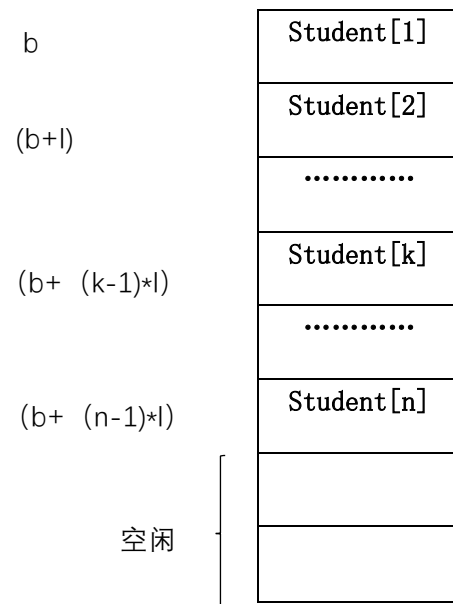 b
Student[1]
(b+l)
Student[2]
…………
(b+ (k-1)*l)
Student[k]
…………
(b+ (n-1)*l)
Student[n]
空闲